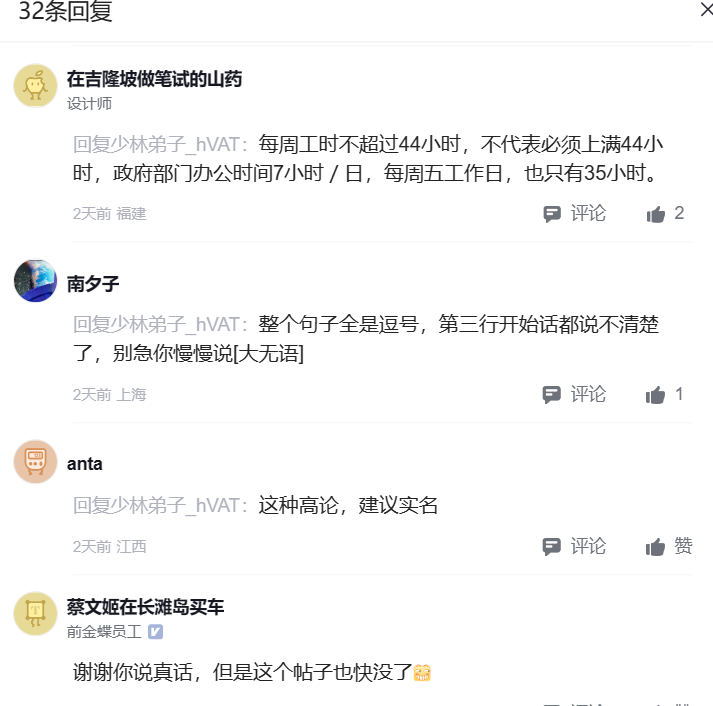 32条回复
在吉隆坡做笔试的山药
设计师
回复少林弟子_hVAT：每周工时不超过44小时，不代表必须上满44小
时，政府部门办公时间7小时 / 日，每周五工作日，也只有35小时。
2天前 福建
评论
2
南夕子
回复少林弟子_hVAT：整个句子全是逗号，第三行开始话都说不清楚
了，别急你慢慢说[大无语]
2天前 上海
评论
1
anta
回复少林弟子_hVAT：这种高论，建议实名
2天前 江西
评论
赞
蔡文姬在长滩岛买车
前金蝶员工
谢谢你说真话，但是这个帖子也快没了